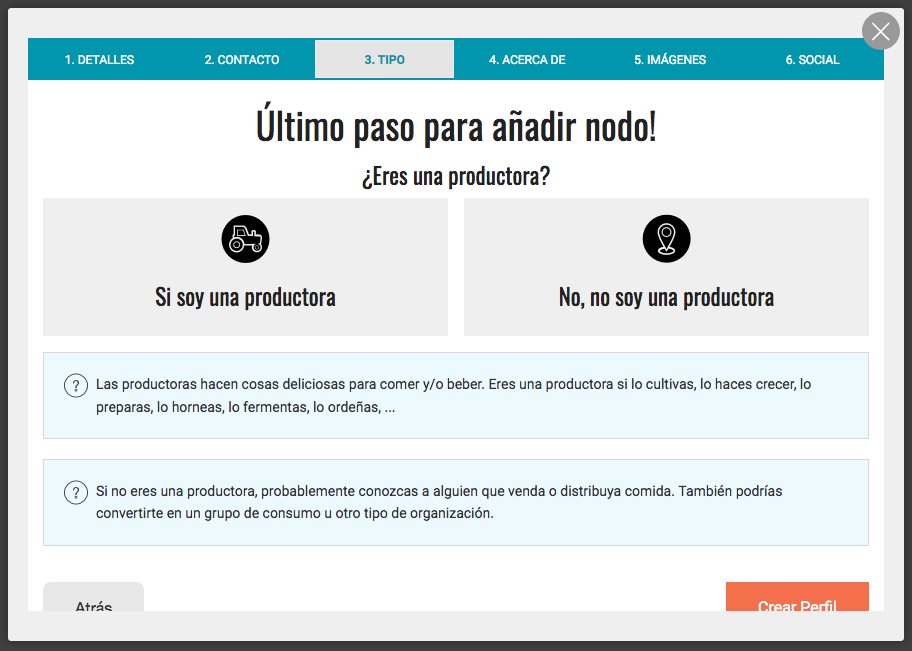 1. DETALLES
2. CONTACTO
3. TIPO
4. ACERCA DE
5. IMÁGENES
6. SOCIAL
Último paso para añadir nodo!
¿Eres una productora?
Si soy una productora
No, no soy una productora
? Las productoras hacen cosas deliciosas para comer y/o beber. Eres una productora si lo cultivas, lo haces crecer, lo
preparas, lo horneas, lo fermentas, lo ordeñas, ...
? Si no eres una productora, probablemente conozcas a alguien que venda o distribuya comida. También podrías
convertirte en un grupo de consumo u otro tipo de organización.
Atrás
Crear Perfil